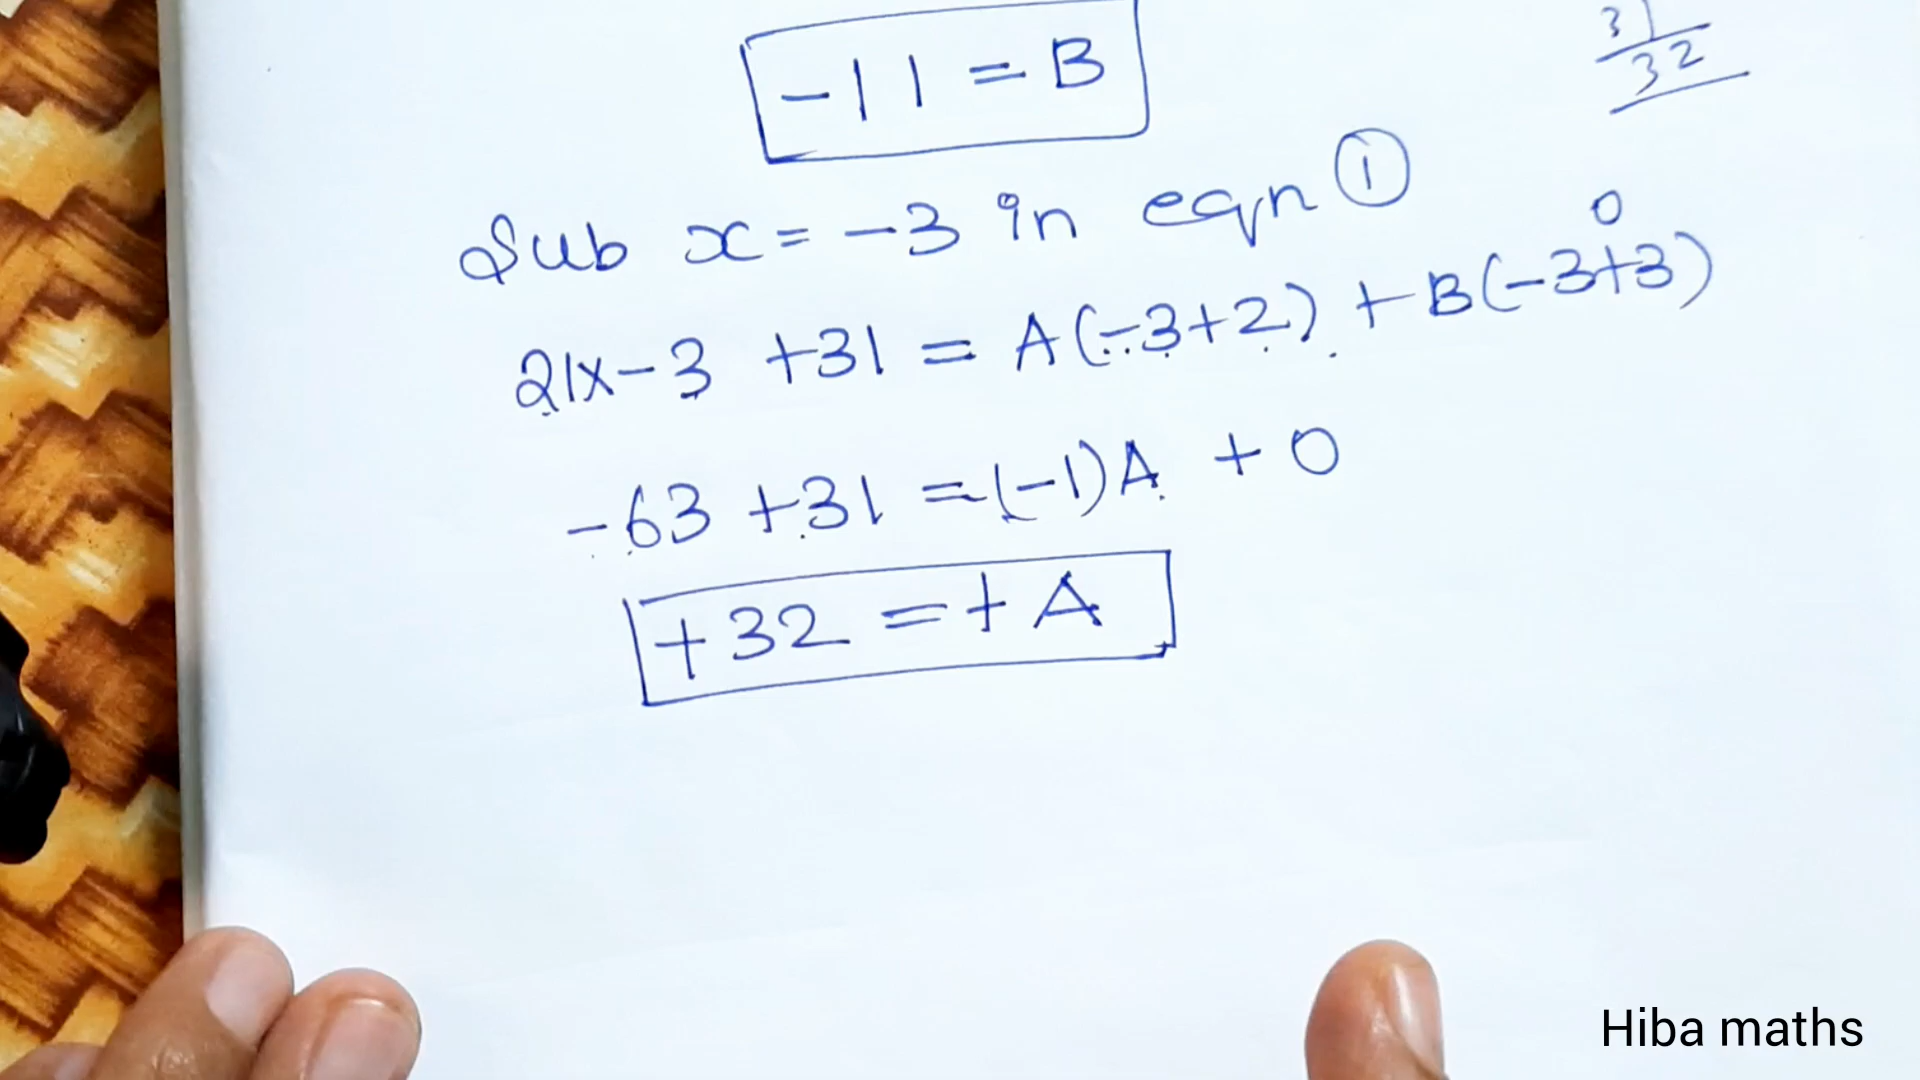 -11 = B
31
32
Sub x = -3 in eqn ①
0
21x-3 +31 = A(-3+2) + B(-3+3)
-63 +31 = (-1)A + 0
+32 = + A
Hiba maths